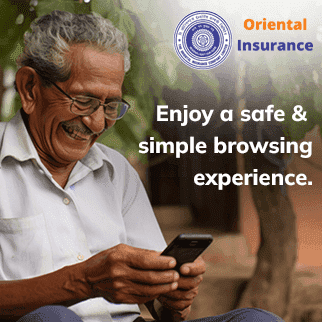 Oriental
Insurance
Enjoy a safe &
simple browsing
experience.